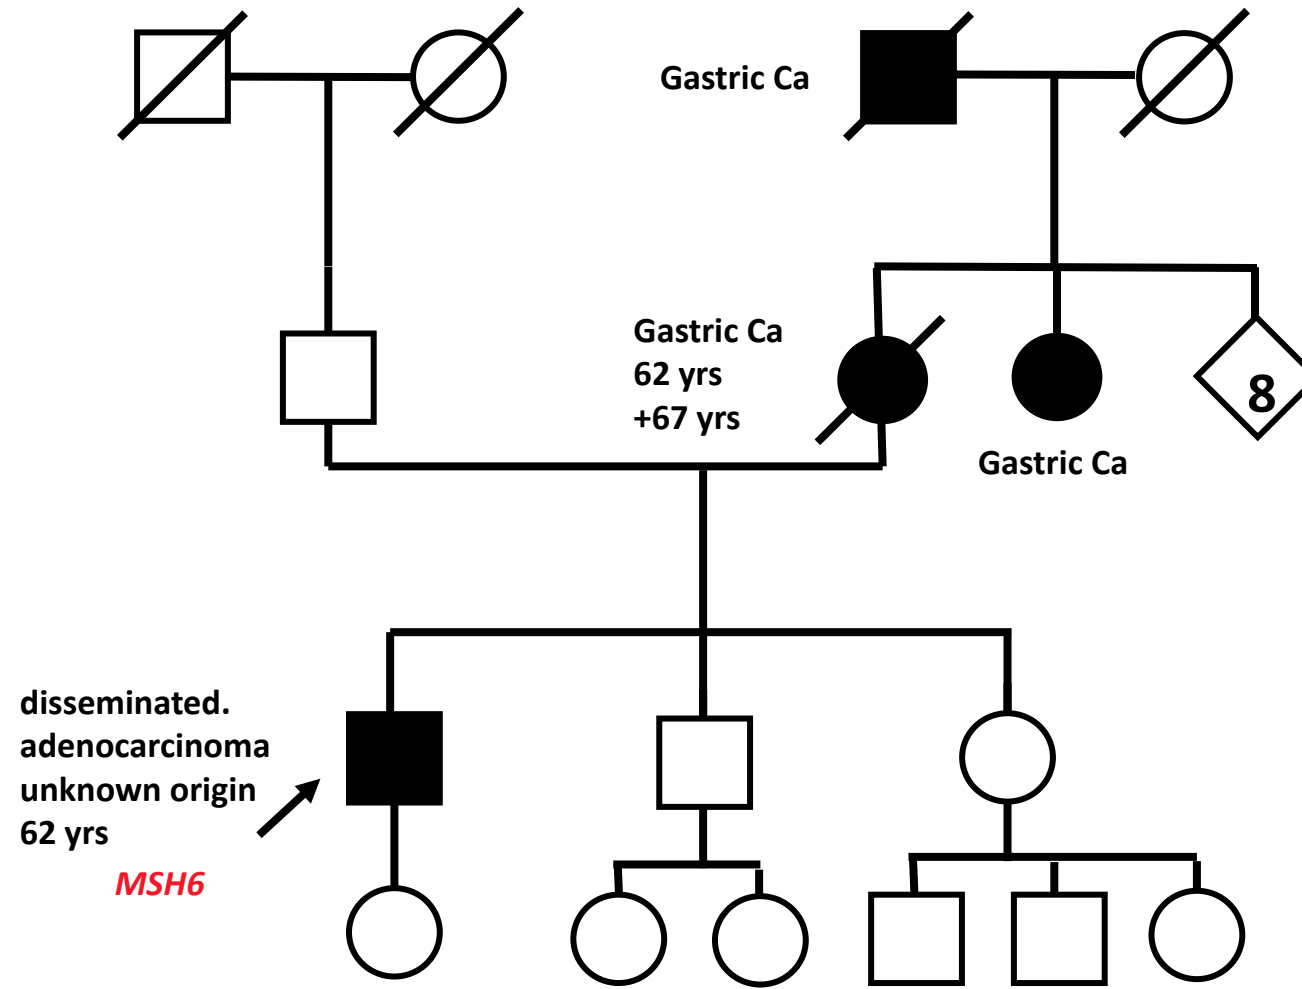 Gastric Ca
Gastric Ca
62 yrs
+67 yrs
8
Gastric Ca
disseminated.
adenocarcinoma
unknown origin
62 yrs
MSH6